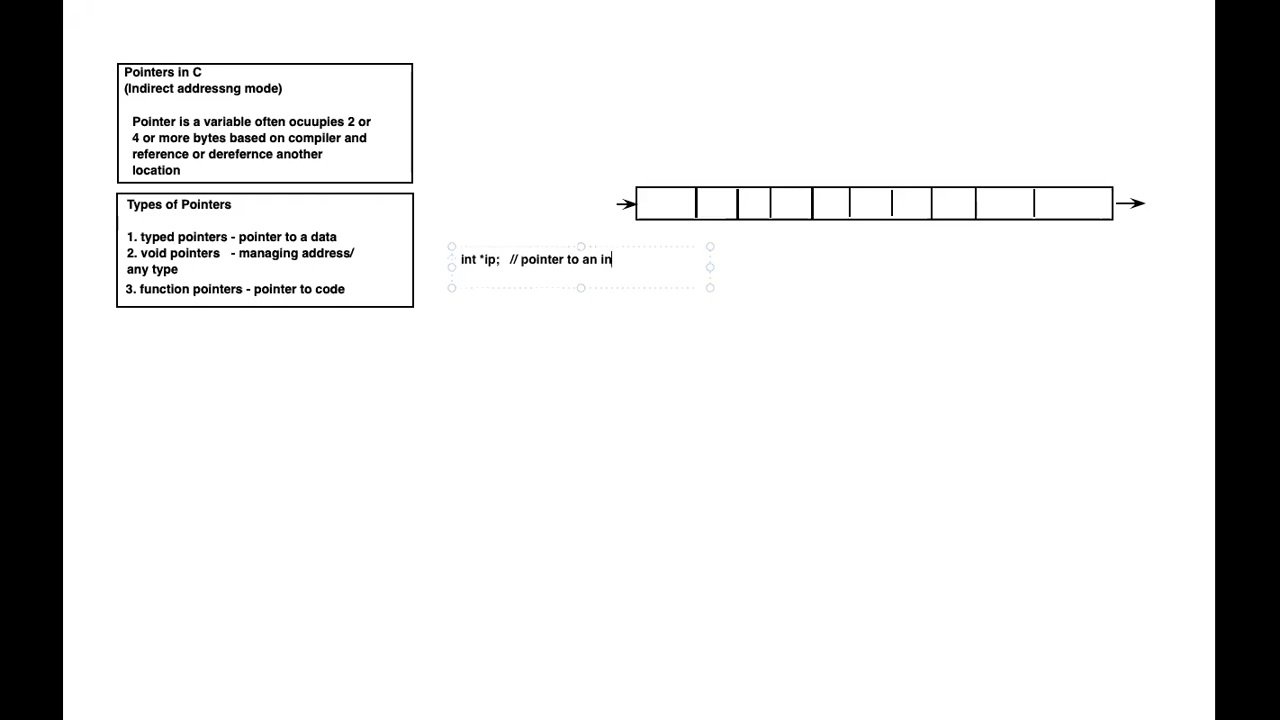 Pointers in C
(Indirect addressng mode)
Pointer is a variable often ocuupies 2 or
4 or more bytes based on compiler and
reference or derefernce another
location
Types of Pointers
1. typed pointers - pointer to a data
2. void pointers - managing address/
any type
3. function pointers - pointer to code
int *ip; // pointer to an in